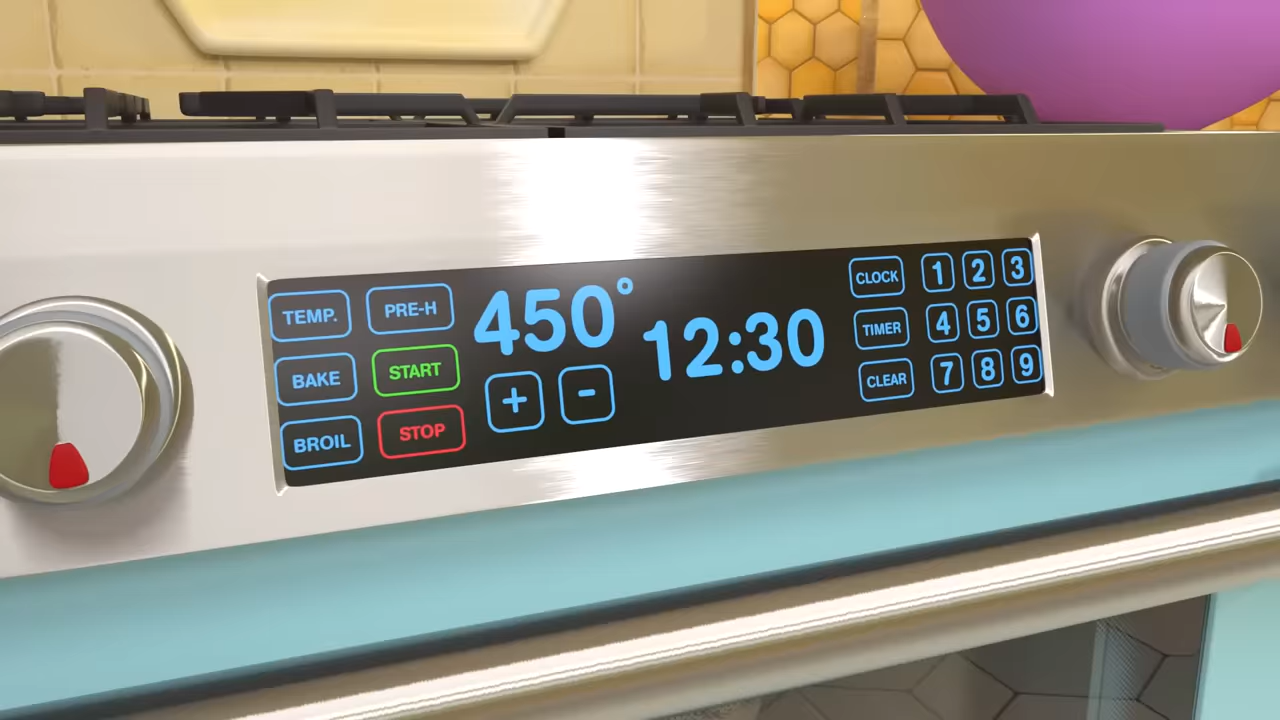 TEMP.
PRE-H
BAKE
START
BROIL
STOP
450°
+
-
12:30
CLOCK
1 2 3
TIMER
4 5 6
CLEAR
7 8 9